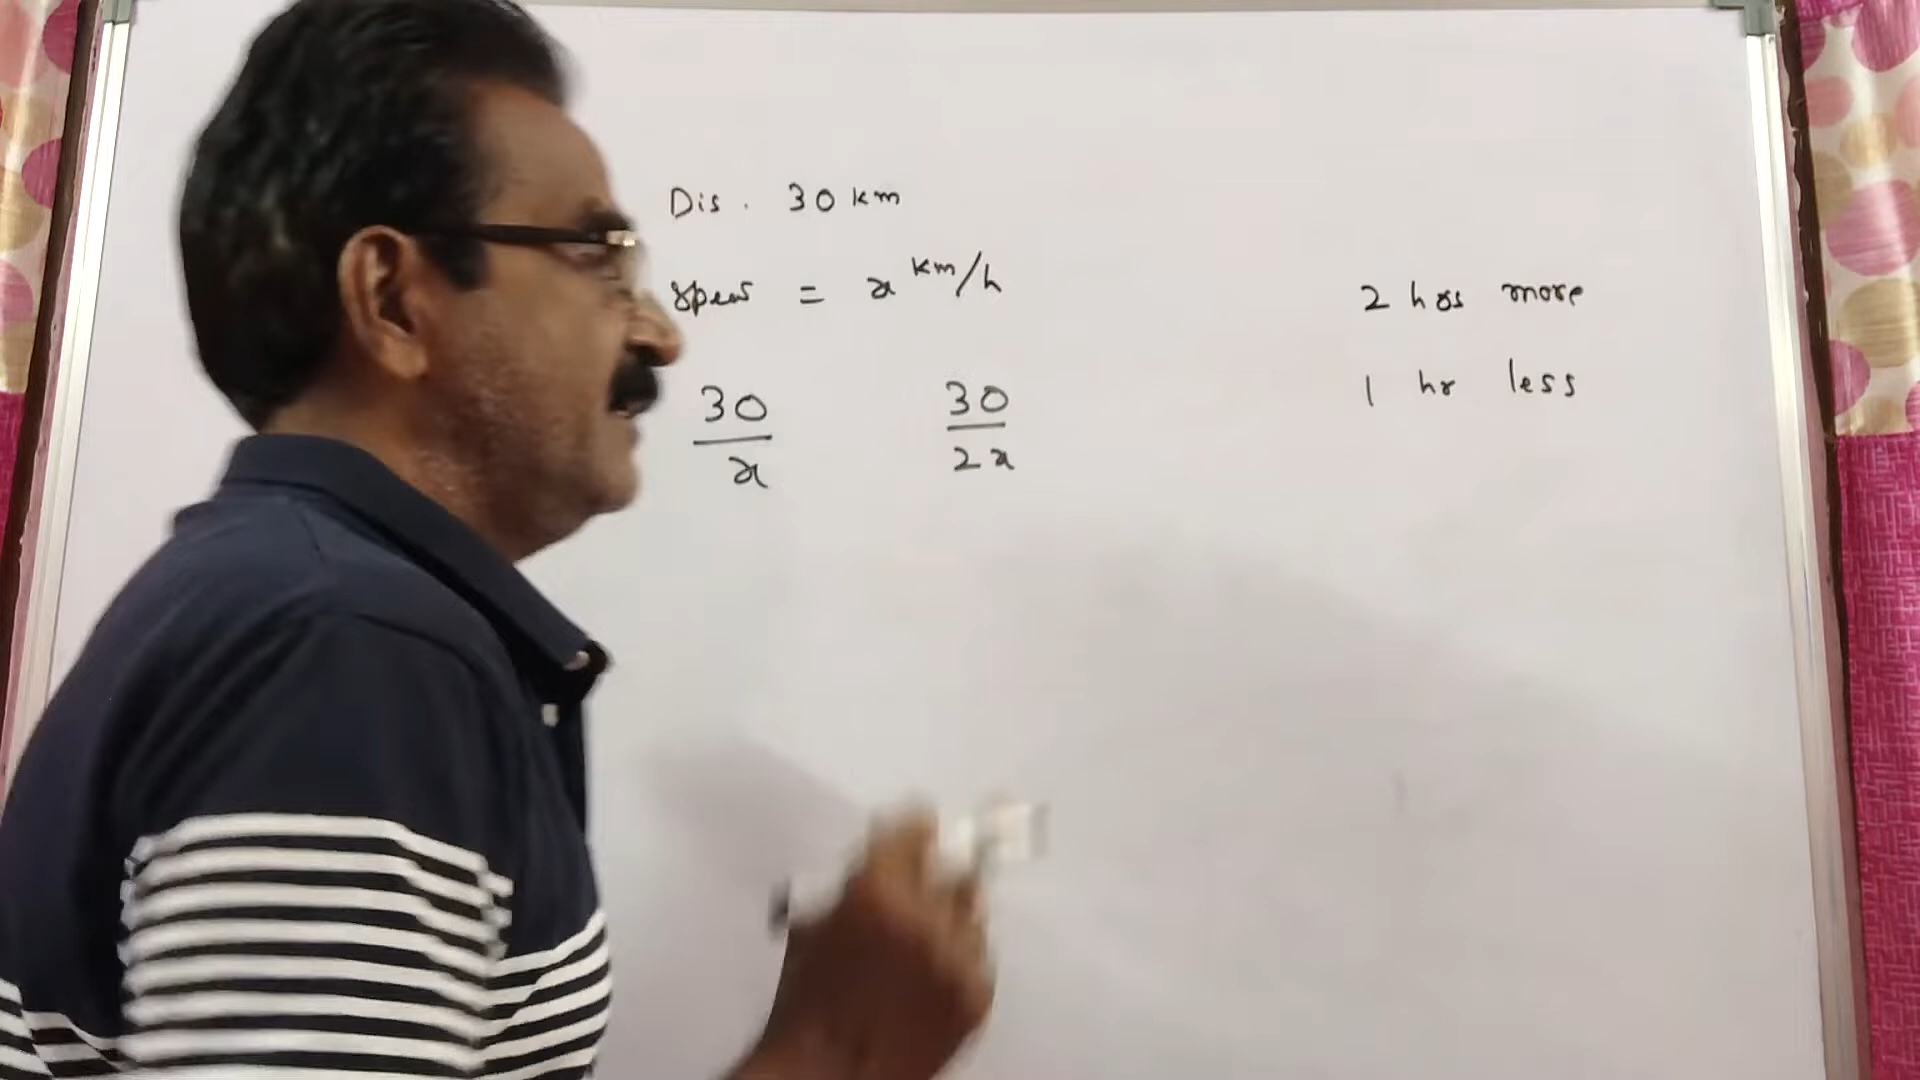 Dis. 30 km
speed = x km/h
2 hrs more
1 hr less
30/x 30/2x